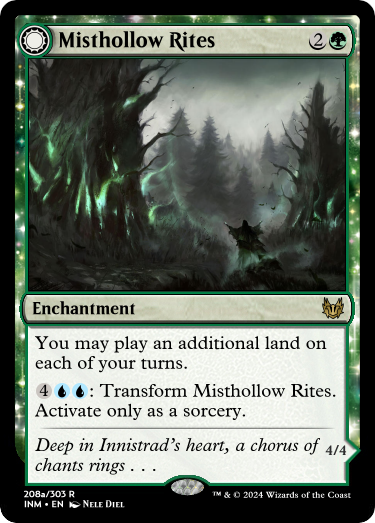 Misthollow Rites 2
Enchantment
You may play an additional land on
each of your turns.
4: Transform Misthollow Rites.
Activate only as a sorcery.
Deep in Innistrad's heart, a chorus of
chants rings . . .
4/4
208a/303 R
INM • EN NELE DIEL
™ & © 2024 Wizards of the Coast